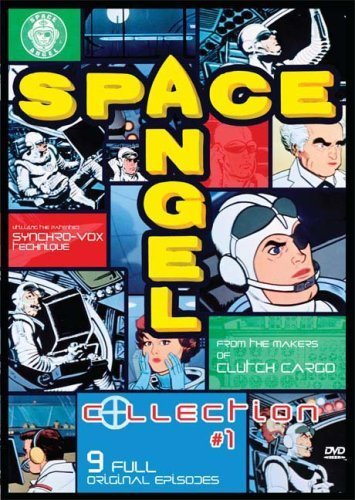 SPACE ANGEL
SPACE
ANGEL
UTILIZING THE PATENTED
SYNCHRO-VOX
TECHNIQUE
FROM THE MAKERS
OF
CLUTCH CARGO
COLLECTION
#1
9 FULL
ORIGINAL EPISODES
DVD